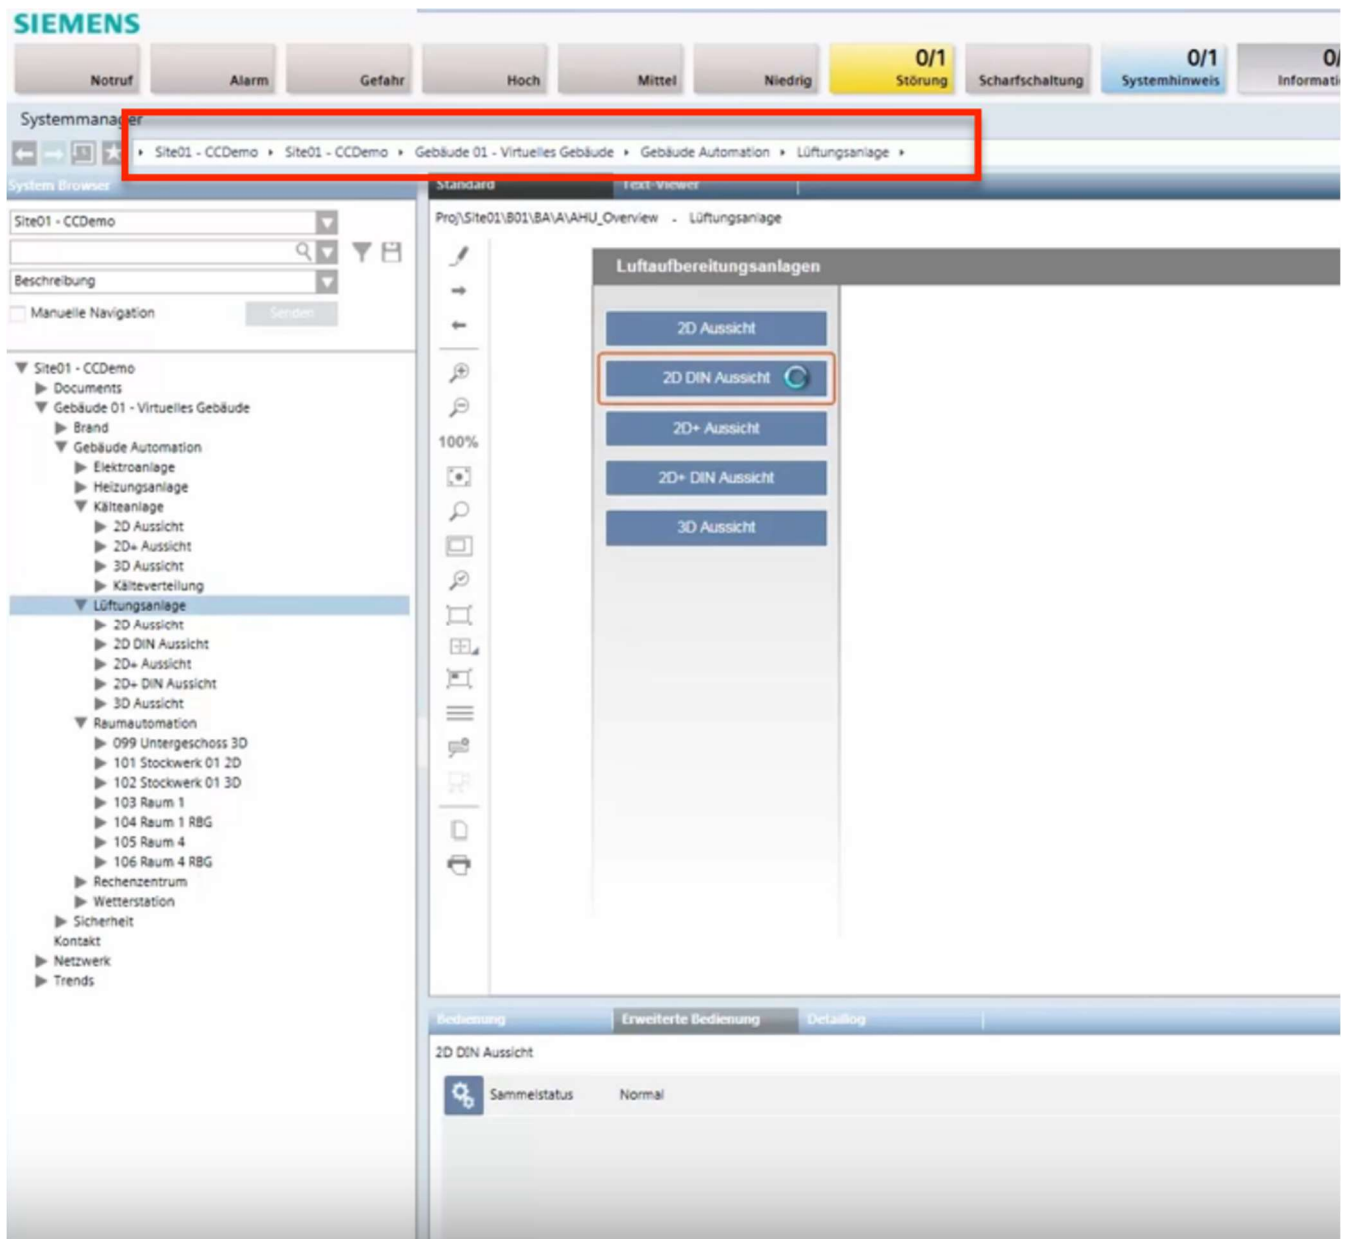 SIEMENS
Notruf
Alarm
Gefahr
Hoch
Mittel
Niedrig
0/1
Störung
Scharfschaltung
0/1
Systemhinweis
Systemmanager
Site01 - CCDemo
Site01 - CCDemo
Gebäude 01 - Virtuelles Gebäude
Gebäude Automation
Lüftungsanlage
System Browser
Site01 - CCDemo
Beschreibung
Manuelle Navigation
Senden
Site01 - CCDemo
Documents
Gebäude 01 - Virtuelles Gebäude
Brand
Gebäude Automation
Elektroanlage
Heizungsanlage
Kälteanlage
2D Aussicht
2D+ Aussicht
3D Aussicht
Kälteverteilung
Lüftungsanlage
2D Aussicht
2D DIN Aussicht
2D+ Aussicht
2D+ DIN Aussicht
3D Aussicht
Raumautomation
099 Untergeschoss 3D
101 Stockwerk 01 2D
102 Stockwerk 01 3D
103 Raum 1
104 Raum 1 RBG
105 Raum 4
106 Raum 4 RBG
Rechenzentrum
Wetterstation
Sicherheit
Kontakt
Netzwerk
Trends
Standard
Text-Viewer
Proj\Site01\B01\BA\A\AHU_Overview - Lüftungsanlage
100%
Luftaufbereitungsanlagen
2D Aussicht
2D DIN Aussicht
2D+ Aussicht
2D+ DIN Aussicht
3D Aussicht
Bedienung
Erweiterte Bedienung
Detaillog
2D DIN Aussicht
Sammelstatus Normal